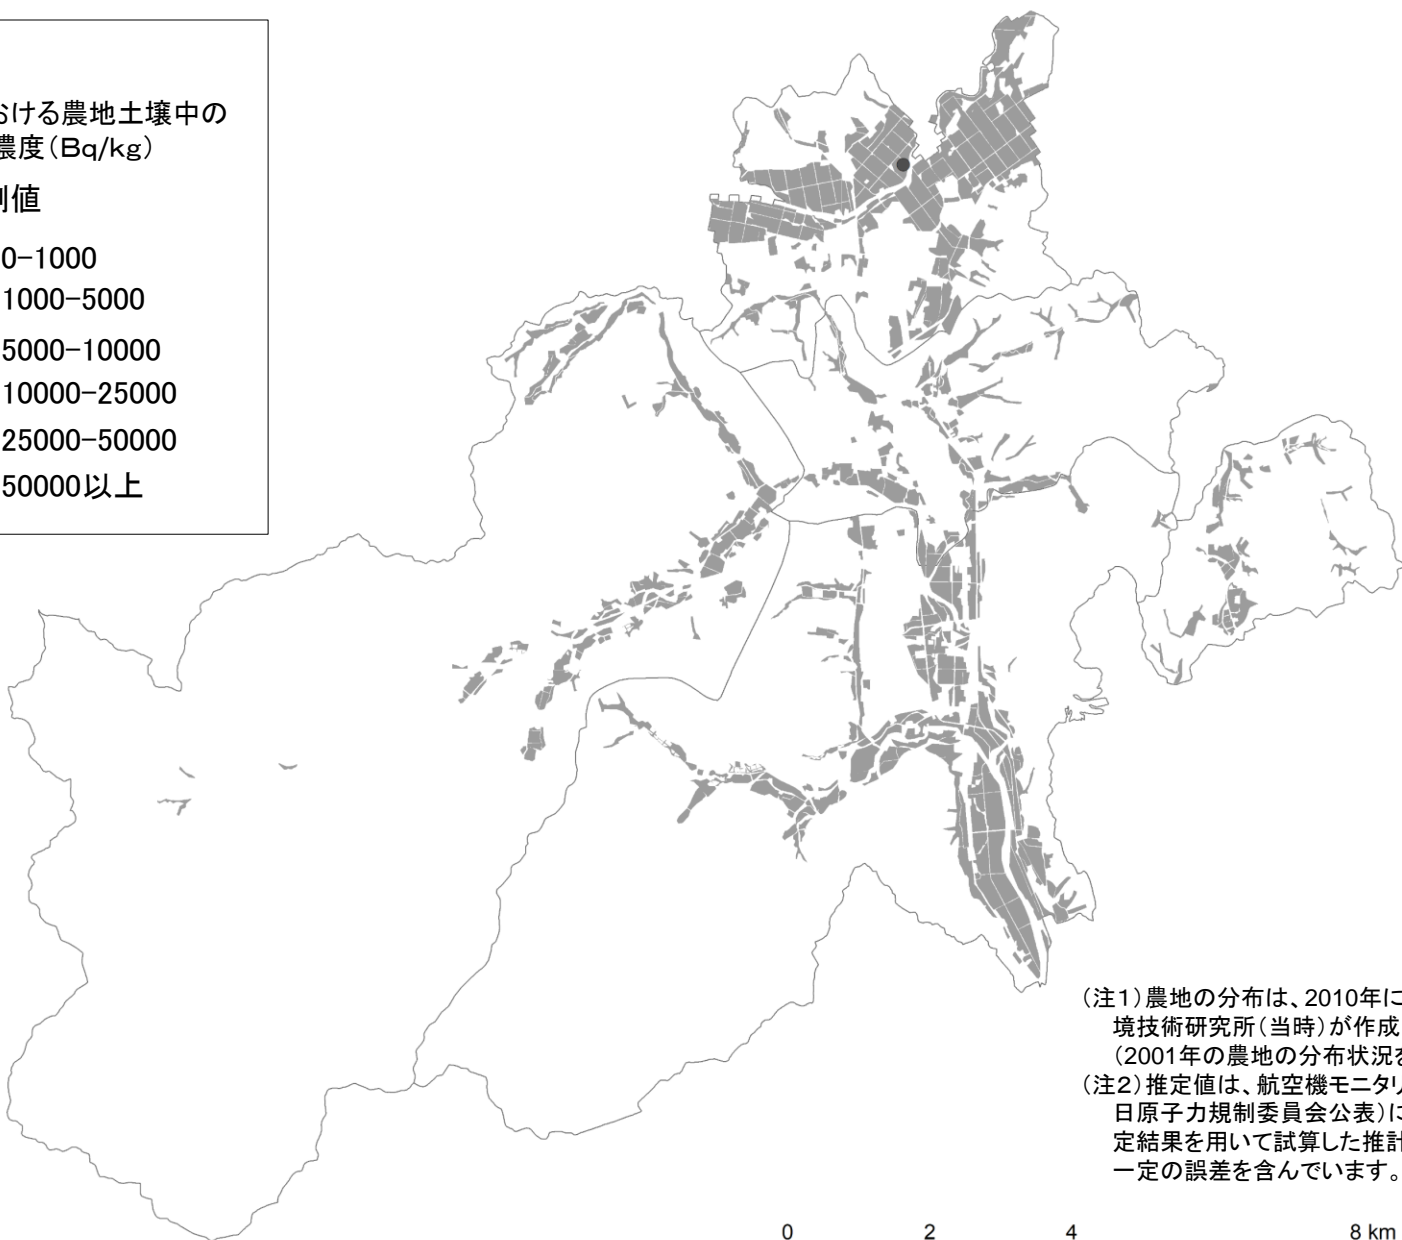 おける農地土壌中の
濃度（Bq/kg）
測値
0−1000
1000−5000
5000−10000
10000−25000
25000−50000
50000以上
（注1）農地の分布は、2010年に
境技術研究所（当時）が作成
（2001年の農地の分布状況を
（注2）推定値は、航空機モニタリ
日原子力規制委員会公表）に
定結果を用いて試算した推計
一定の誤差を含んでいます。
0 2 4 8 km